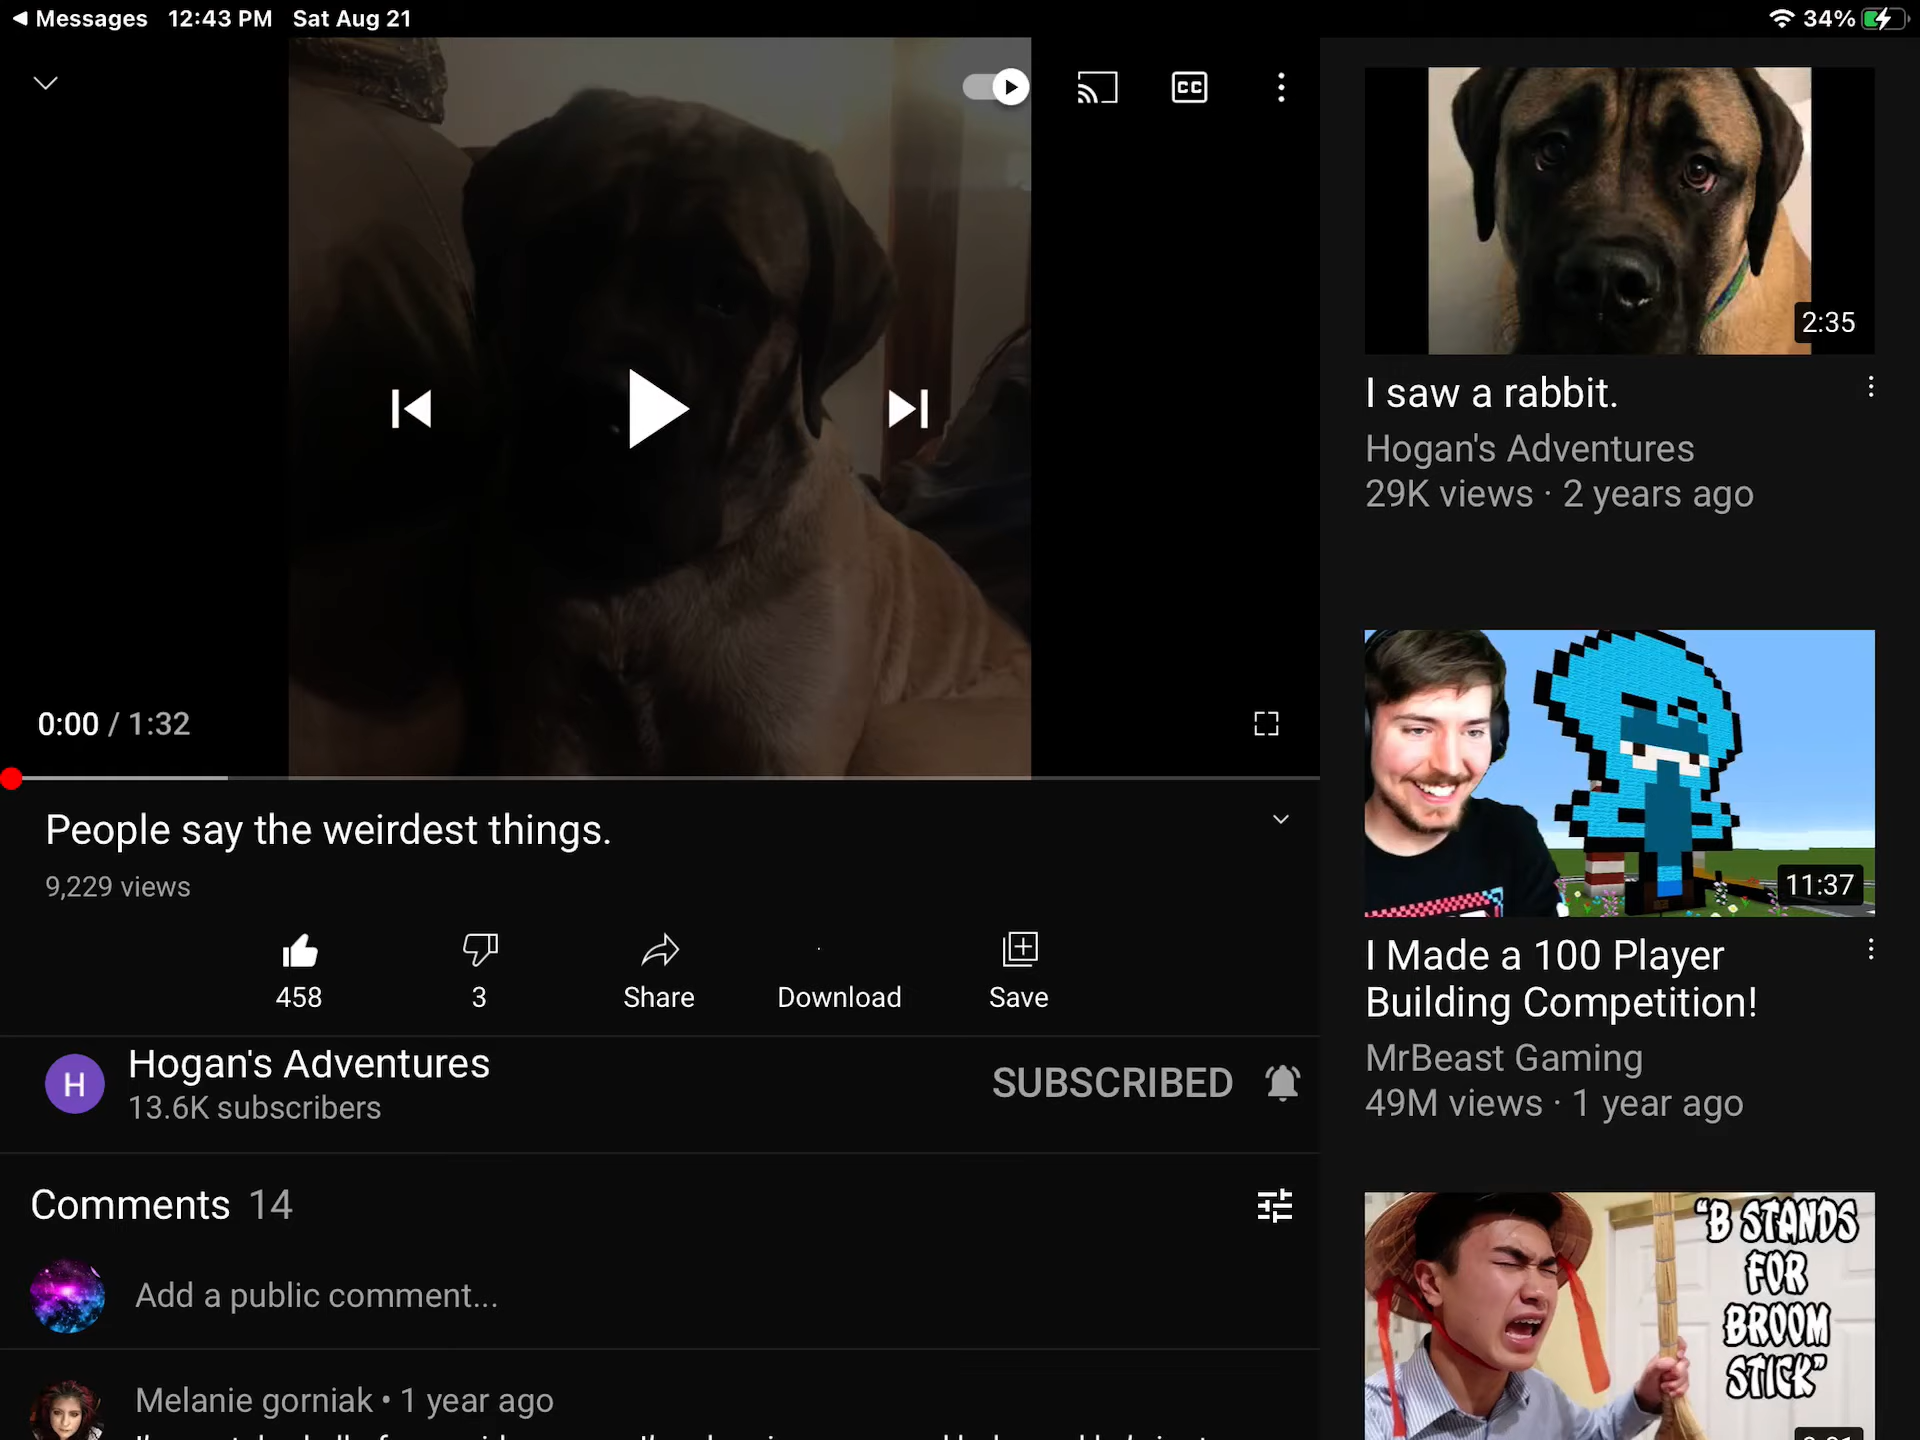 Messages 12:43 PM Sat Aug 21
34%
CC
0:00 / 1:32
People say the weirdest things.
9,229 views
458
3
Share
Download
Save
H
Hogan's Adventures
13.6K subscribers
SUBSCRIBED
Comments 14
Add a public comment...
Melanie gorniak • 1 year ago
2:35
I saw a rabbit.
Hogan's Adventures
29K views · 2 years ago
11:37
I Made a 100 Player
Building Competition!
MrBeast Gaming
49M views · 1 year ago
"B STANDS
FOR
BROOM
STICK"